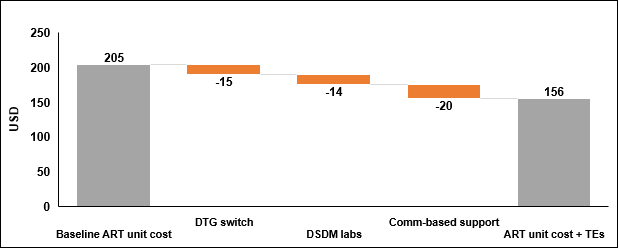 250
200
150
100
50
0
USD
205
-15
-14
-20
156
Baseline ART unit cost
DTG switch
DSDM labs
Comm-based support
ART unit cost + TEs